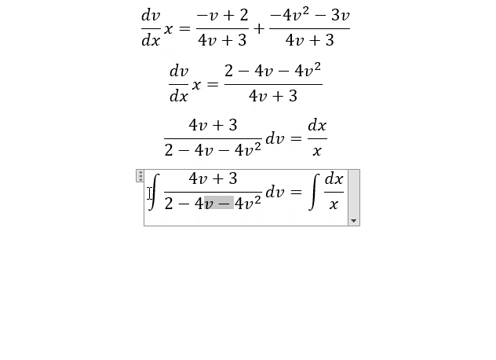 dv/dx x = (−v + 2)/(4v + 3) + (−4v² − 3v)/(4v + 3)
dv/dx x = (2 − 4v − 4v²)/(4v + 3)
(4v + 3)/(2 − 4v − 4v²) dv = dx/x
∫ (4v + 3)/(2 − 4v − 4v²) dv = ∫ dx/x